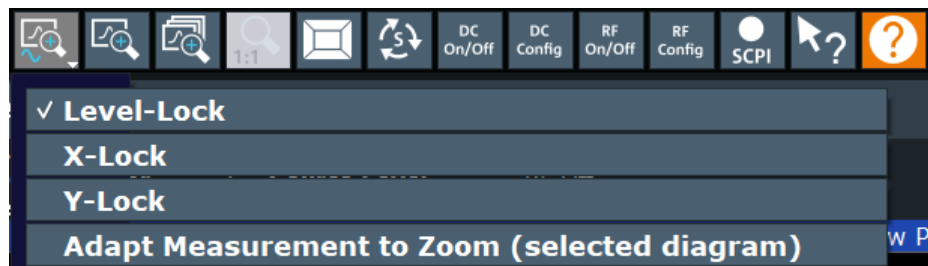 1:1
S
DC
On/Off
DC
Config
RF
On/Off
RF
Config
SCPI
?
?
✓ Level-Lock
X-Lock
Y-Lock
Adapt Measurement to Zoom (selected diagram)
w P